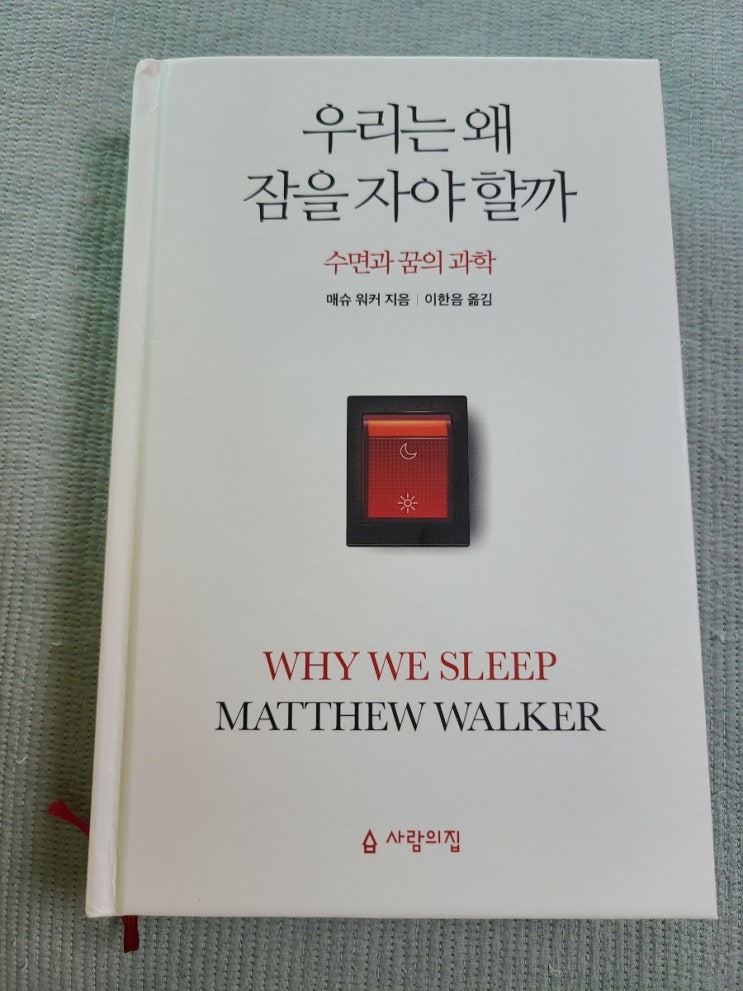 우리는 왜
잠을 자야 할까
수면과 꿈의 과학
매슈 워커 지음 | 이한음 옮김
WHY WE SLEEP
MATTHEW WALKER
사람의집